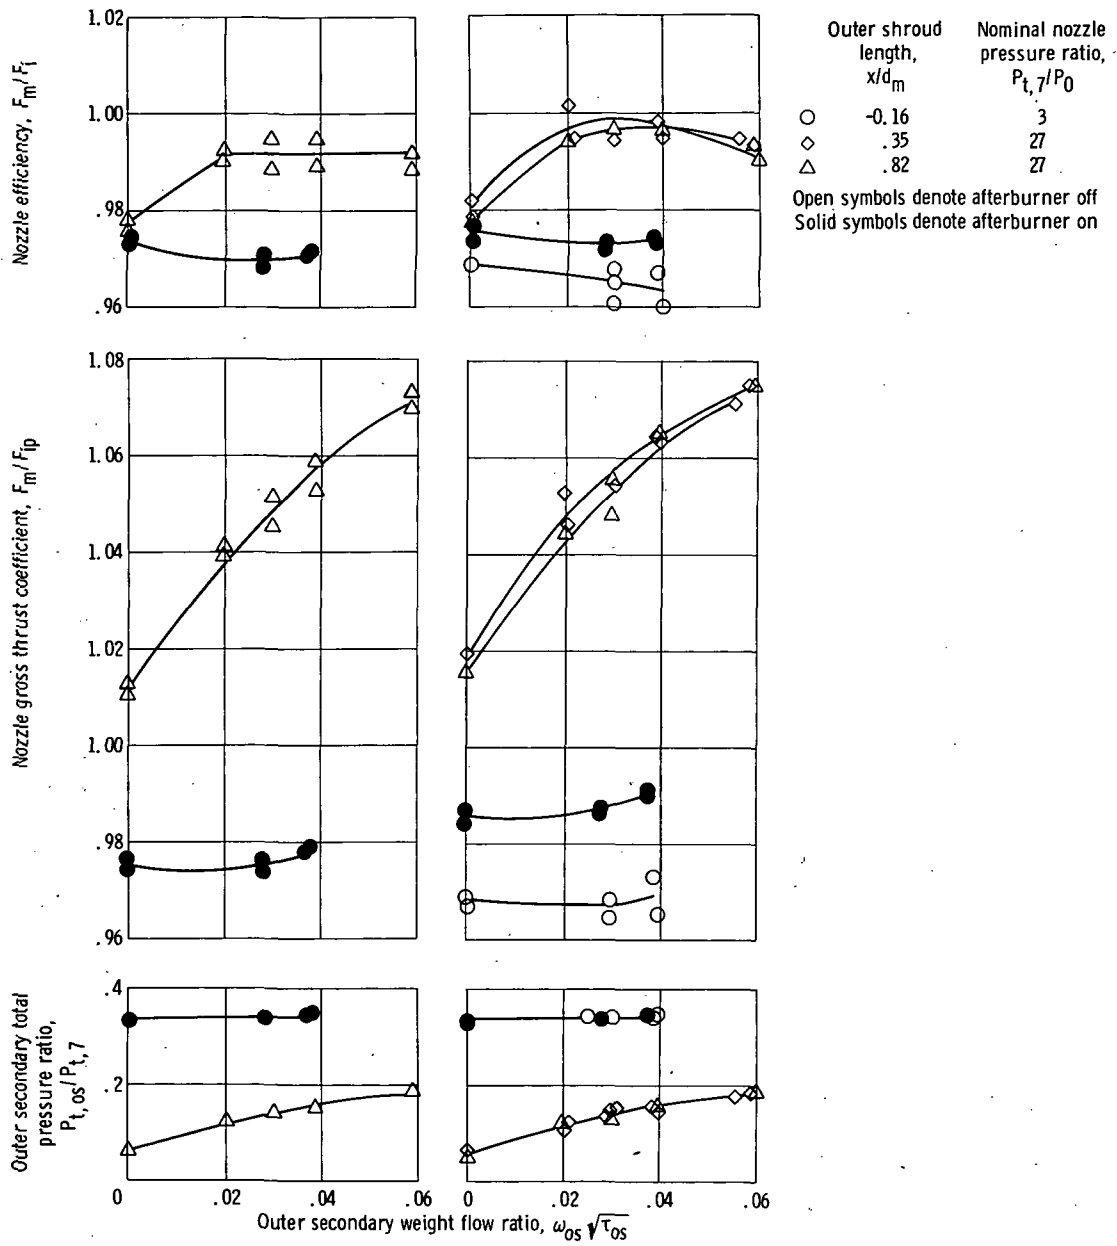 Nozzle efficiency, F_m/F_i
1.02
1.00
.98
.96
Outer shroud length, x/d_m
Nominal nozzle pressure ratio, P_t,7/P_0
-0.16 3
.35 27
.82 27
Open symbols denote afterburner off
Solid symbols denote afterburner on
Nozzle gross thrust coefficient, F_m/F_ip
1.08
1.06
1.04
1.02
1.00
.98
.96
Outer secondary total
pressure ratio,
P_t,os/P_t,7
.4
.2
0
0 .02 .04 .06
0 .02 .04 .06
Outer secondary weight flow ratio, ω_os √τ_os